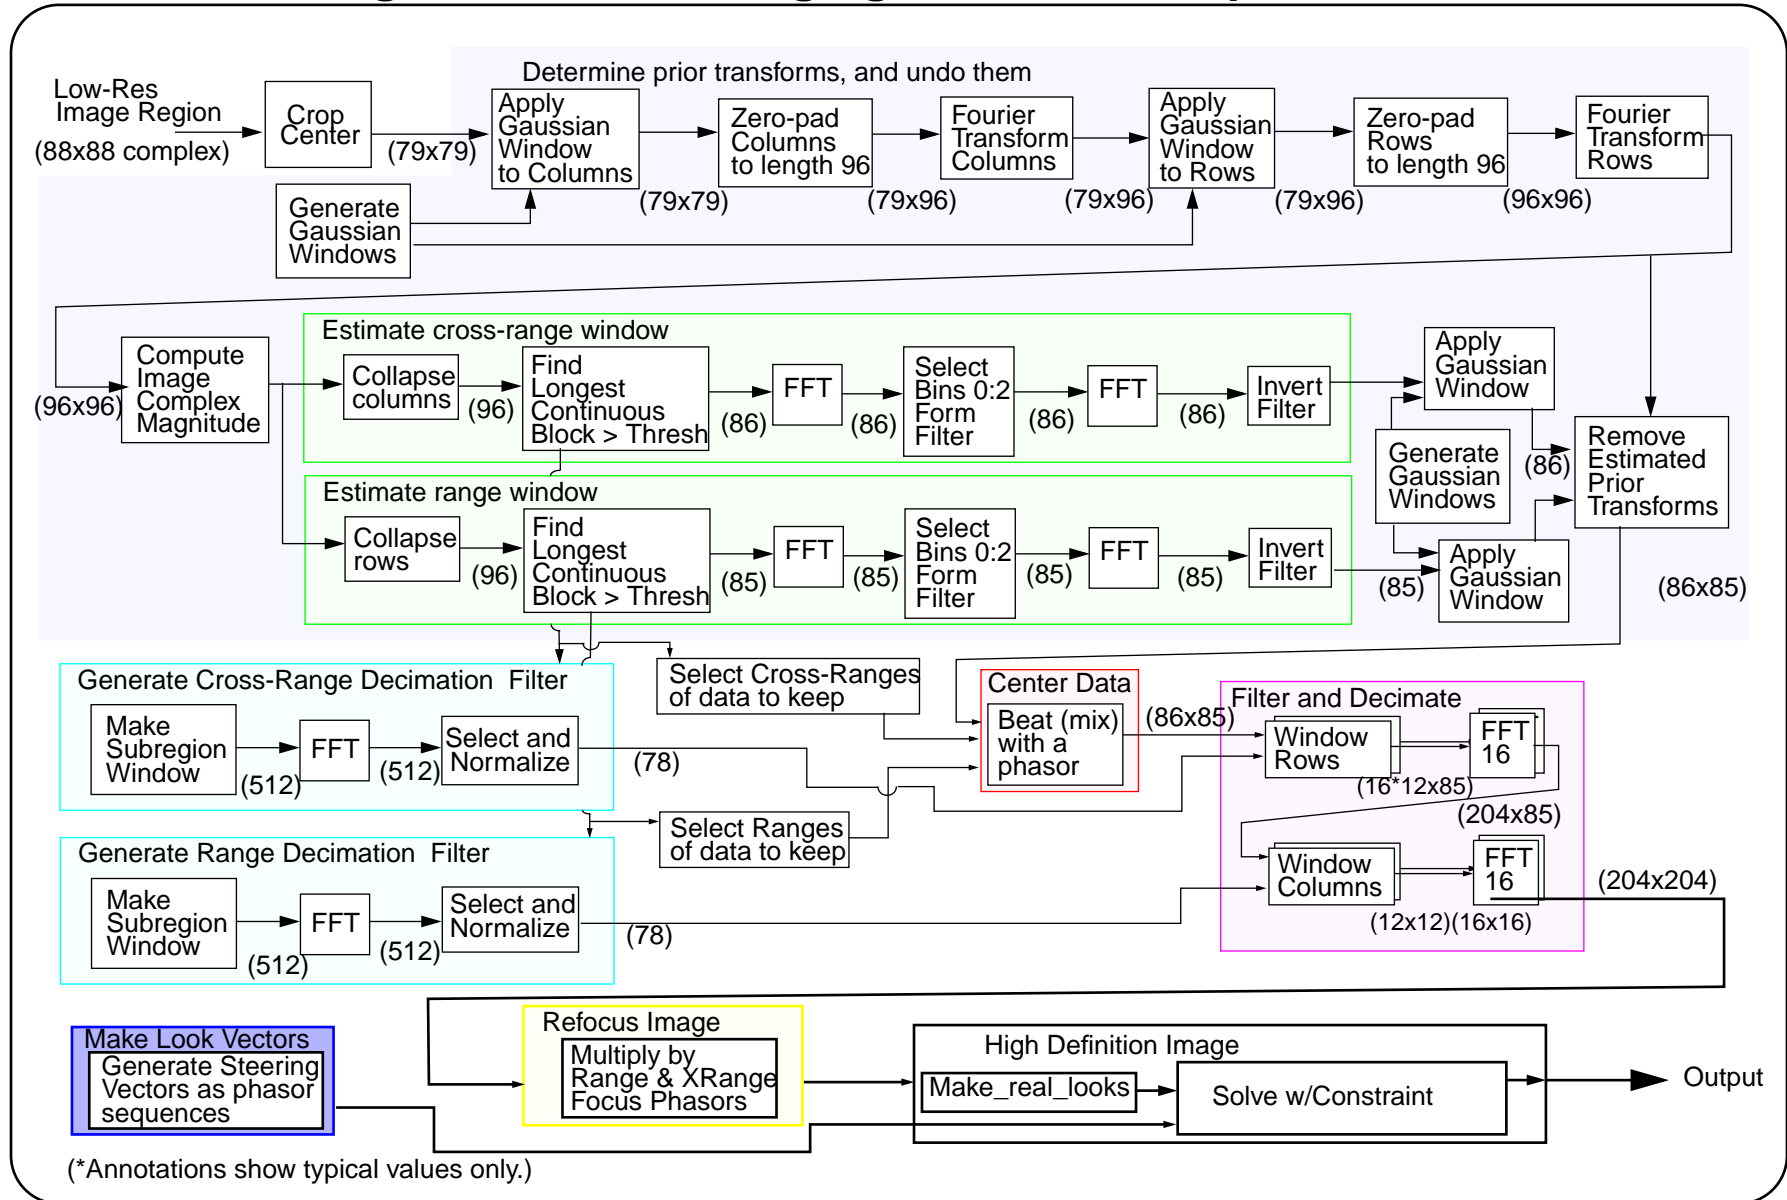 Determine prior transforms, and undo them
Low-Res
Image Region
(88x88 complex)
Crop
Center
(79x79)
Apply
Gaussian
Window
to Columns
(79x79)
Zero-pad
Columns
to length 96
(79x96)
Fourier
Transform
Columns
(79x96)
Apply
Gaussian
Window
to Rows
(79x96)
Zero-pad
Rows
to length 96
(96x96)
Fourier
Transform
Rows
Generate
Gaussian
Windows
(96x96)
Compute
Image
Complex
Magnitude
Estimate cross-range window
Collapse
columns
(96)
Find
Longest
Continuous
Block > Thresh
(86)
FFT
(86)
Select
Bins 0:2
Form
Filter
(86)
FFT
(86)
Invert
Filter
Apply
Gaussian
Window
Generate
Gaussian
Windows
(86)
Remove
Estimated
Prior
Transforms
Estimate range window
Collapse
rows
(96)
Find
Longest
Continuous
Block > Thresh
(85)
FFT
(85)
Select
Bins 0:2
Form
Filter
(85)
FFT
(85)
Invert
Filter
(85)
Apply
Gaussian
Window
(86x85)
Generate Cross-Range Decimation Filter
Make
Subregion
Window
(512)
FFT
(512)
Select and
Normalize
(78)
Select Cross-Ranges
of data to keep
Center Data
Beat (mix)
with a
phasor
(86x85)
Filter and Decimate
Window
Rows
(16*12x85)
FFT
16
(204x85)
Select Ranges
of data to keep
Generate Range Decimation Filter
Make
Subregion
Window
(512)
FFT
(512)
Select and
Normalize
(78)
Window
Columns
(12x12)(16x16)
FFT
16
(204x204)
Make Look Vectors
Generate Steering
Vectors as phasor
sequences
Refocus Image
Multiply by
Range & XRange
Focus Phasors
High Definition Image
Make_real_looks
Solve w/Constraint
Output
(*Annotations show typical values only.)